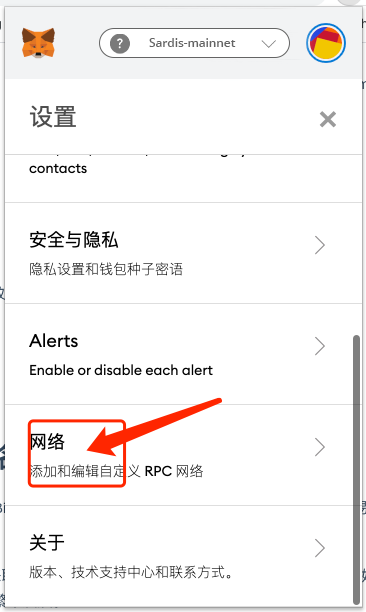 Sardis-mainnet
设置
contacts
安全与隐私
隐私设置和钱包种子密语
Alerts
Enable or disable each alert
网络
添加和编辑自定义 RPC 网络
关于
版本、技术支持中心和联系方式。